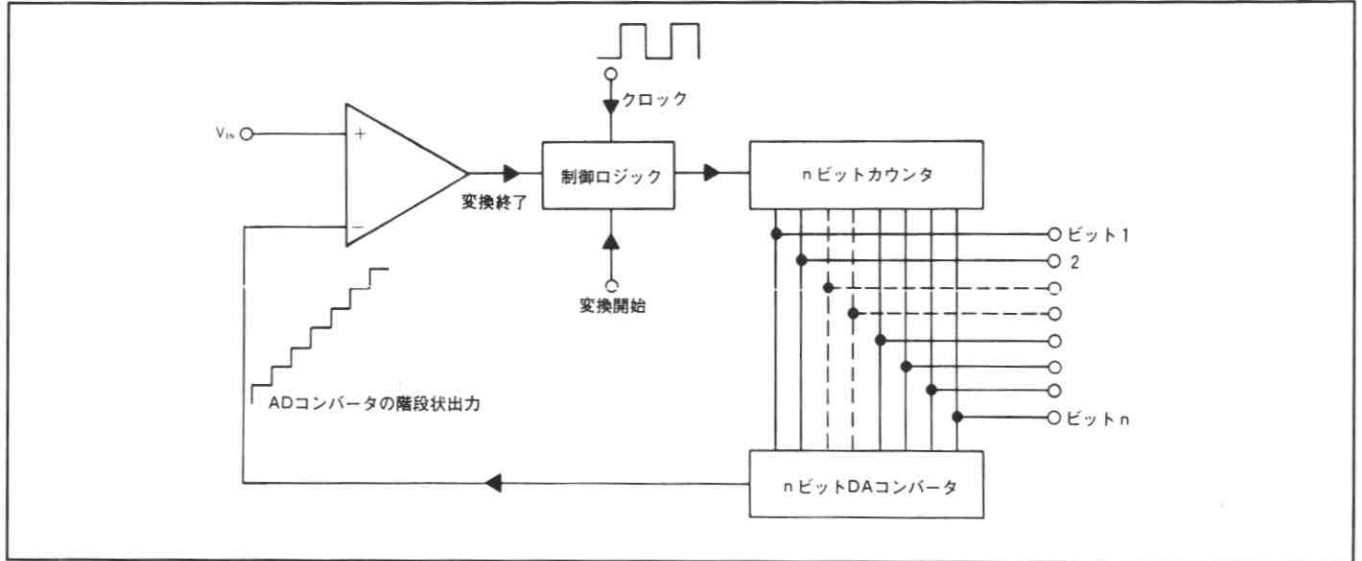 クロック
V_IN
+
制御ロジック
nビットカウンタ
変換終了
−
ビット1
2
変換開始
ADコンバータの階段状出力
ビットn
nビットDAコンバータ